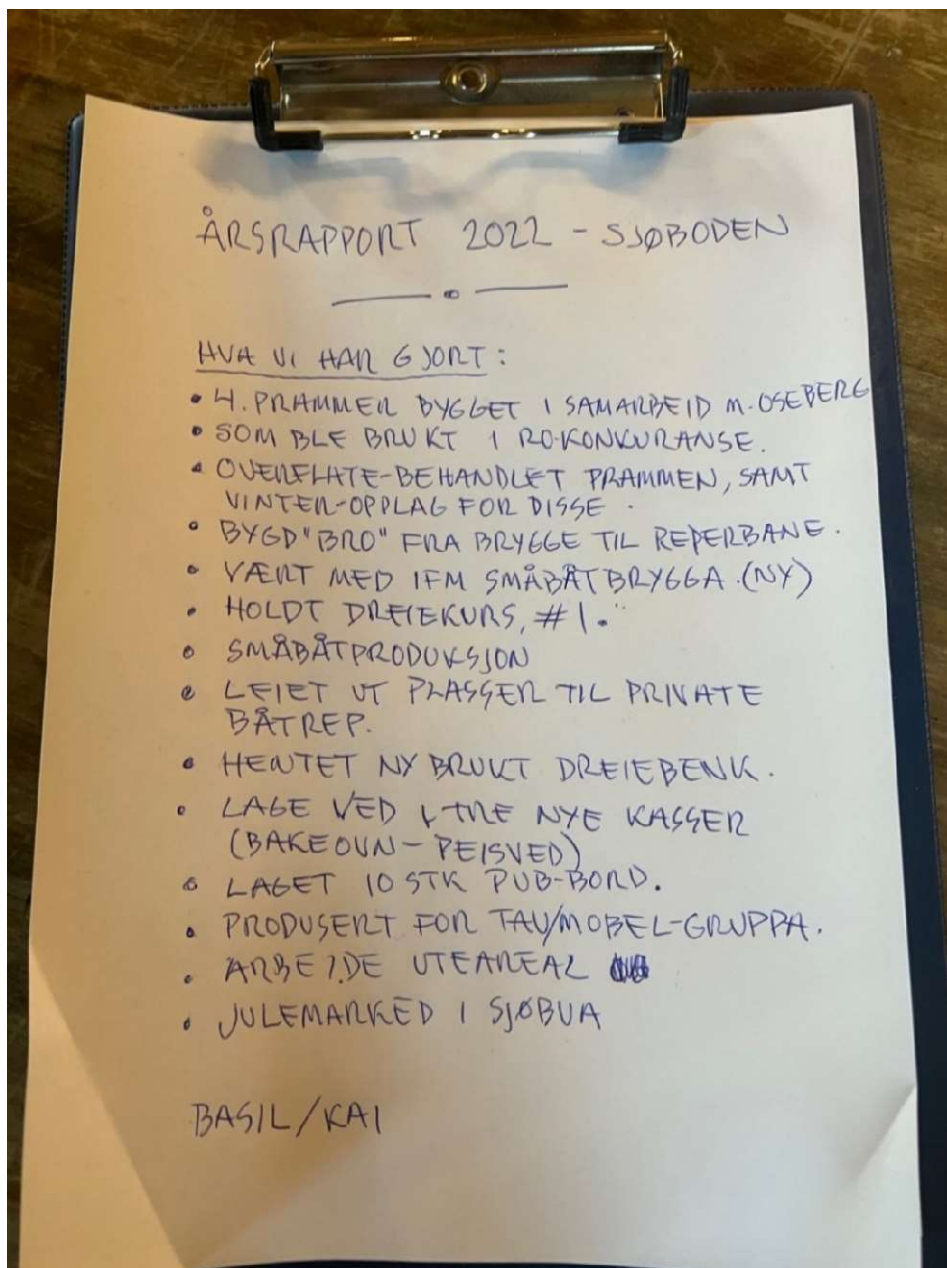 ÅRSRAPPORT 2022 - SJØBODEN
HVA VI HAR GJORT:
• 4. PRAMMER BYGGET I SAMARBEID M. OSEBERG
• SOM BLE BRUKT I RO-KONKURANSE.
• OVERFLATE-BEHANDLET PRAMMEN, SAMT
VINTER-OPPLAG FOR DISSE.
• BYGD "BRO" FRA BRYGGE TIL REPERBANE.
• VÆRT MED IFM SMÅBÅTBRYGGA. (NY)
• HOLDT DREIEKURS, #1.
• SMÅBÅTPRODUKSJON
• LEIET UT PLASSER TIL PRIVATE
BÅTREP.
• HENTET NY BRUKT DREIEBENK.
• LAGE VED I TRE NYE KASSER
(BAKEOVN - PEISVED)
• LAGET 10 STK PUB-BORD.
• PRODUSERT FOR TAU/MOBEL-GRUPPA.
• ARBEIDE UTEAREAL
• JULEMARKED I SJØBUA
BASIL/KAI